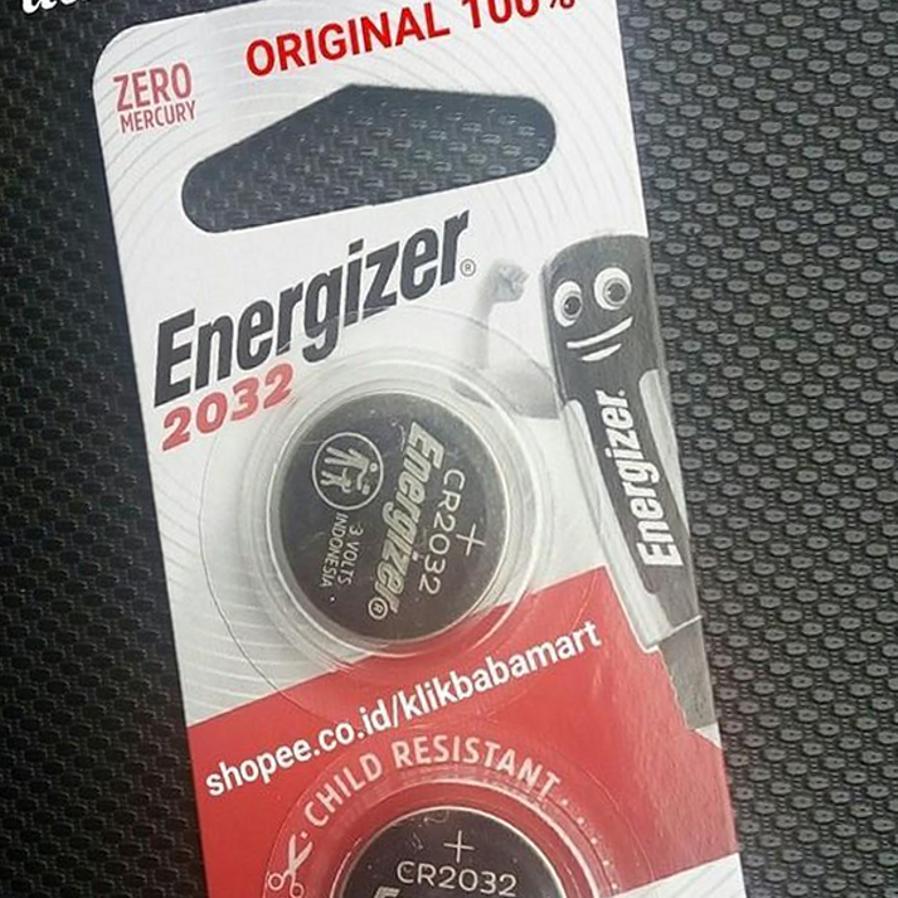 ORIGINAL 100%
ZERO
MERCURY
Energizer®
2032
Energizer.
CR2032
+
Energizer®
3 VOLTS
INDONESIA
shopee.co.id/klikbabamart
CHILD RESISTANT
+
CR2032